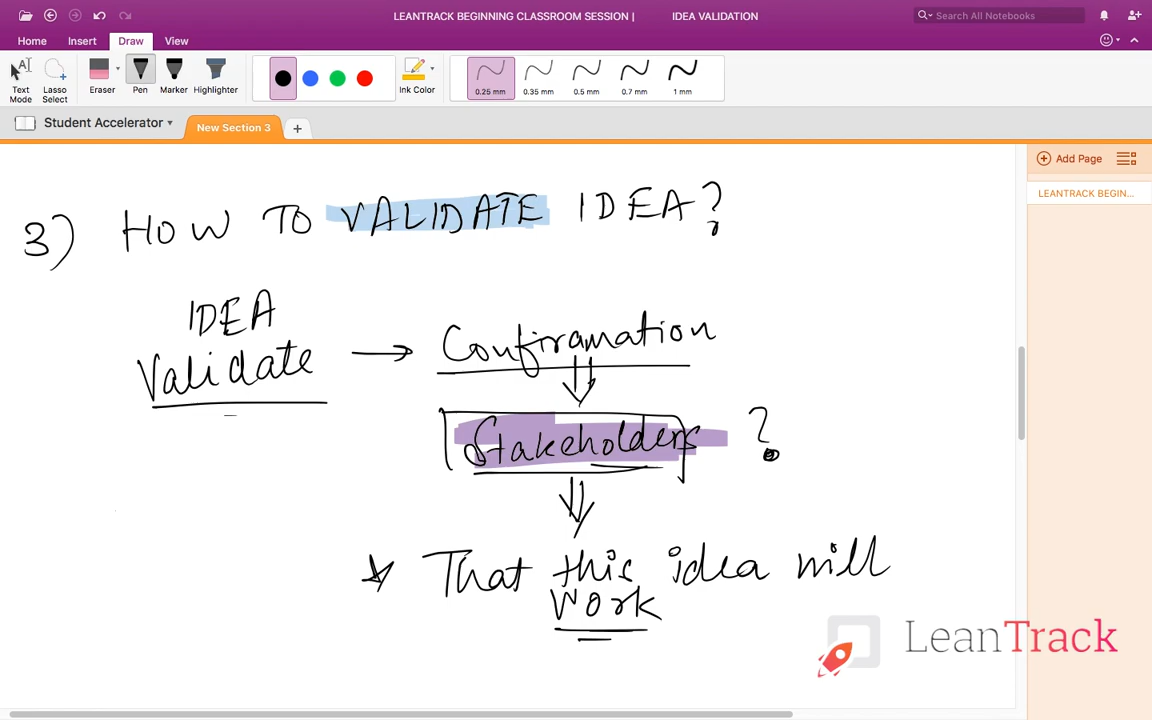 LEANTRACK BEGINNING CLASSROOM SESSION | IDEA VALIDATION
Search All Notebooks
Home Insert Draw View
Text Mode
Lasso Select
Eraser
Pen
Marker
Highlighter
Ink Color
0.25 mm 0.35 mm 0.5 mm 0.7 mm 1 mm
Student Accelerator
New Section 3
+
Add Page
LEANTRACK BEGIN...
3) HOW TO VALIDATE IDEA?
IDEA
Validate → Confiramation
Stakeholders ?
That this idea will
Work
LeanTrack